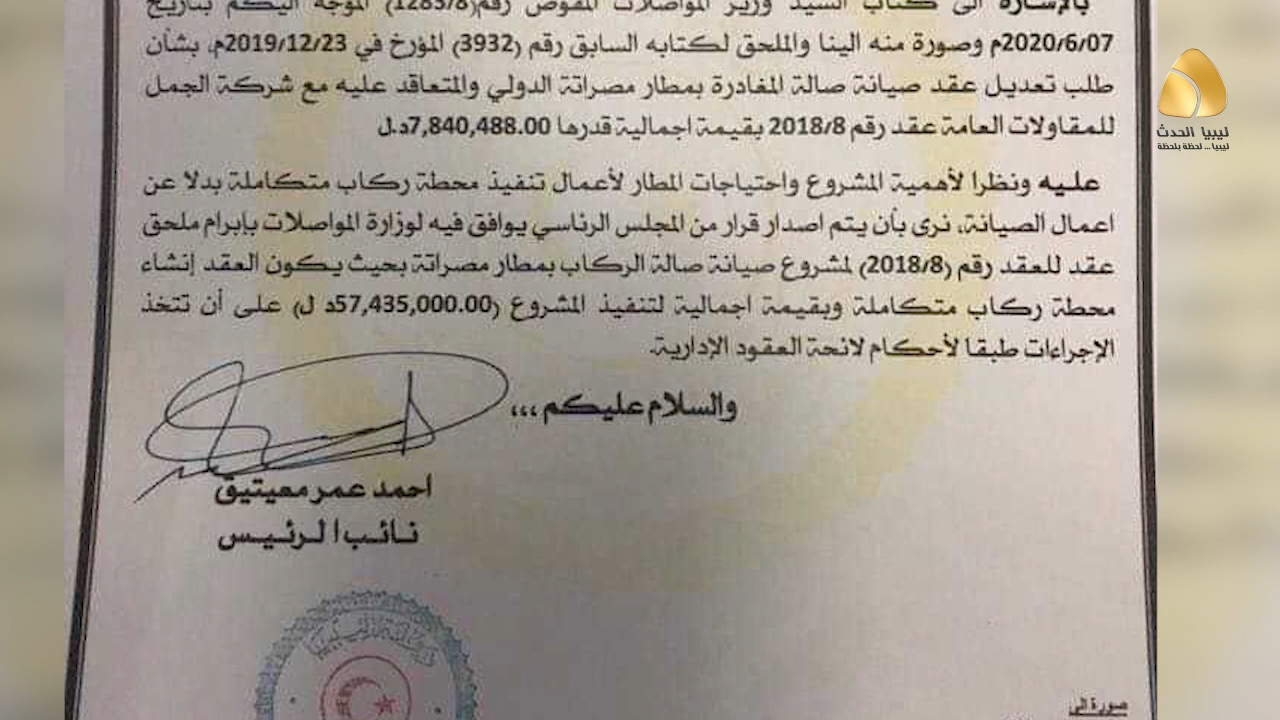 بالإشارة الى كتاب السيد وزير المواصلات المفوض رقم(1285/8) الموجه اليكم بتاريخ
2020/6/07م وصورة منه الينا والملحق لكتابه السابق رقم (3932) المؤرخ في 2019/12/23م، بشأن
طلب تعديل عقد صيانة صالة المغادرة بمطار مصراتة الدولي والمتعاقد عليه مع شركة الجمل
للمقاولات العامة عقد رقم 2018/8 بقيمة اجمالية قدرها 7,840,488.00د.ل
عليه ونظرا لأهمية المشروع واحتياجات المطار لأعمال تنفيذ محطة ركاب متكاملة بدلا عن
اعمال الصيانة، نرى بأن يتم اصدار قرار من المجلس الرئاسي يوافق فيه لوزارة المواصلات بإبرام ملحق
عقد للعقد رقم (2018/8) لمشروع صيانة صالة الركاب بمطار مصراتة بحيث يكون العقد إنشاء
محطة ركاب متكاملة وبقيمة اجمالية لتنفيذ المشروع (57,435,000.00د ل) على أن تتخذ
الإجراءات طبقا لأحكام لائحة العقود الإدارية.
والسلام عليكم ،،،
احمد عمر معيتيق
نائب الرئيس
صورة الى
ليبيا الحدث
ليبيا ... لحظة بلحظة